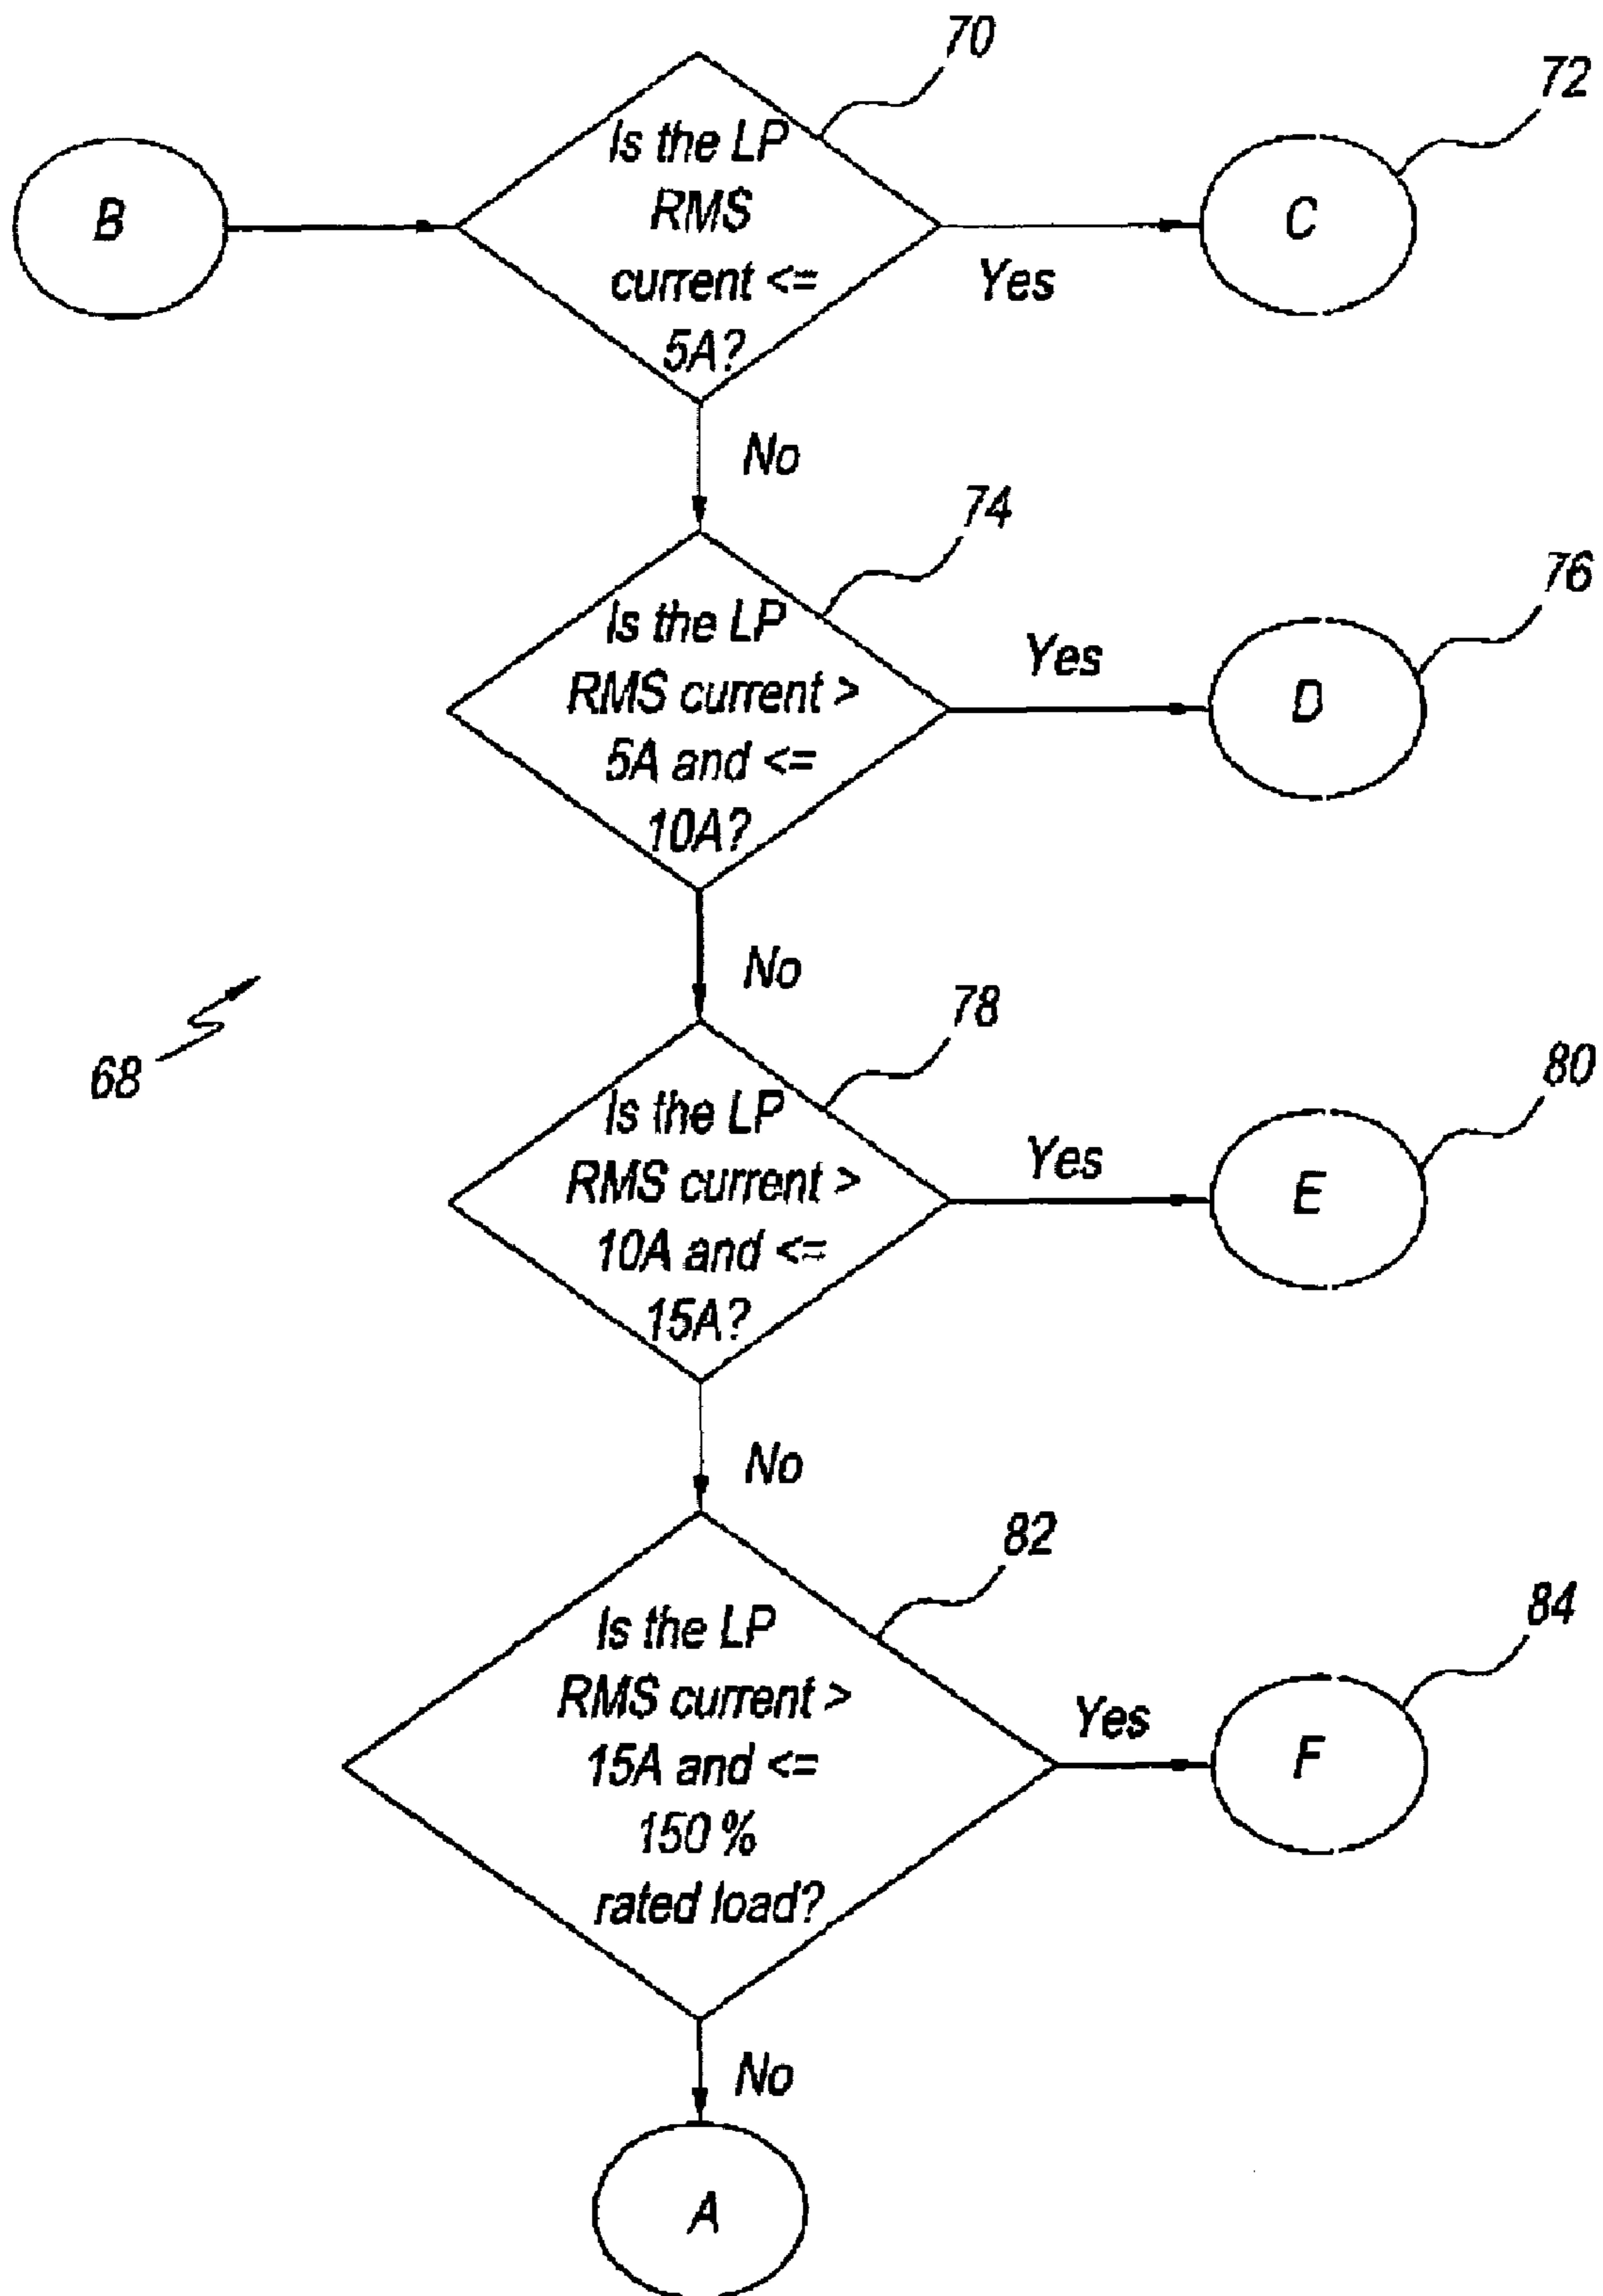 70
72
B
Is the LP
RMS
current <=
5A?
Yes
C
No
74
76
Is the LP
RMS current >
5A and <=
10A?
Yes
D
No
68
78
80
Is the LP
RMS current >
10A and <=
15A?
Yes
E
No
82
84
Is the LP
RMS current >
15A and <=
150 %
rated load?
Yes
F
No
A